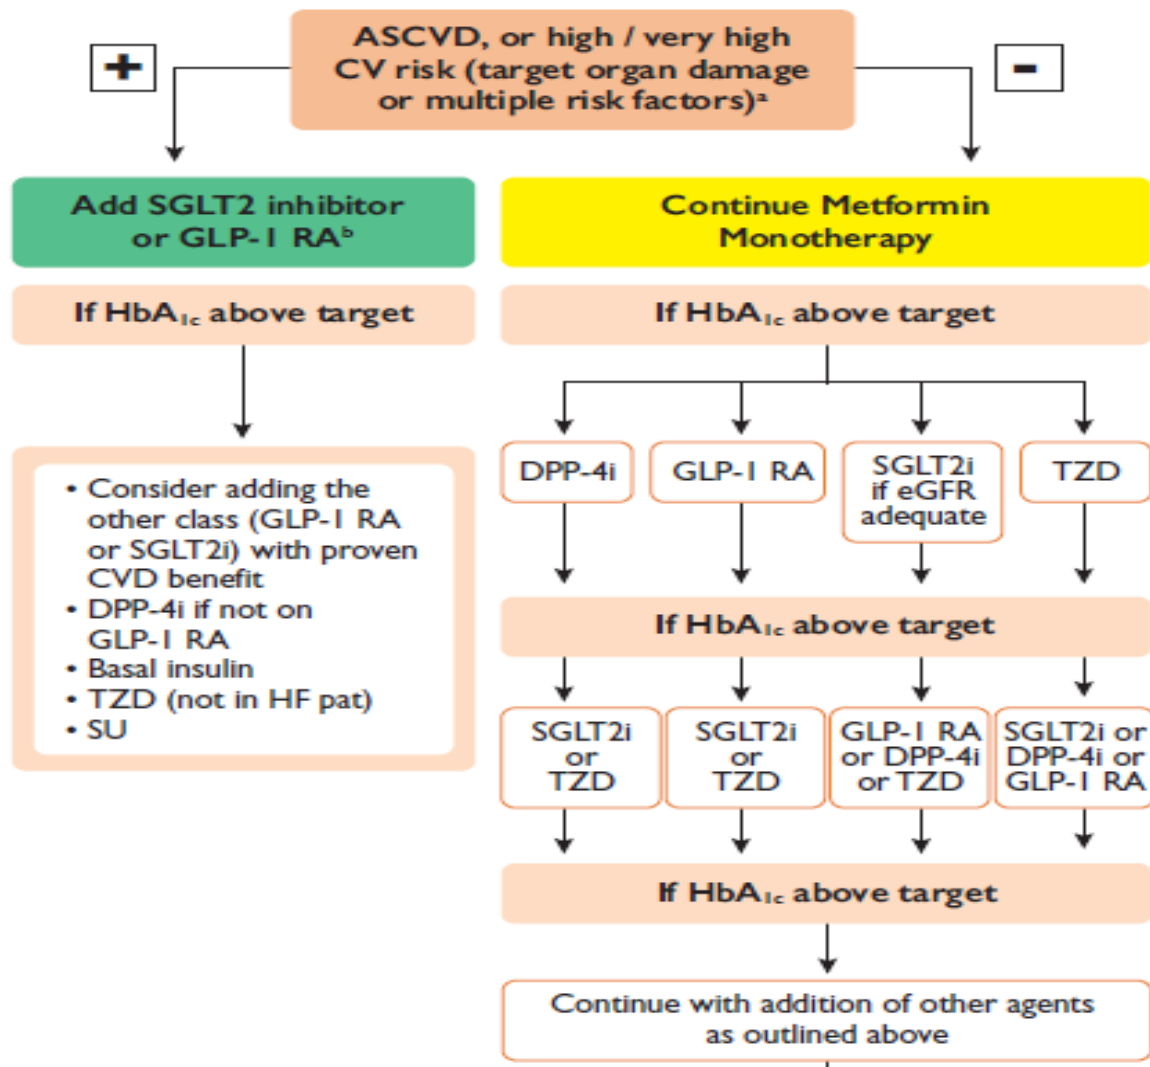 +
ASCVD, or high / very high
CV risk (target organ damage
or multiple risk factors)ᵃ
-
Add SGLT2 inhibitor
or GLP-1 RAᵇ
If HbA₁c above target
• Consider adding the
other class (GLP-1 RA
or SGLT2i) with proven
CVD benefit
• DPP-4i if not on
GLP-1 RA
• Basal insulin
• TZD (not in HF pat)
• SU
Continue Metformin
Monotherapy
If HbA₁c above target
DPP-4i
GLP-1 RA
SGLT2i
if eGFR
adequate
TZD
If HbA₁c above target
SGLT2i
or
TZD
SGLT2i
or
TZD
GLP-1 RA
or DPP-4i
or TZD
SGLT2i or
DPP-4i or
GLP-1 RA
If HbA₁c above target
Continue with addition of other agents
as outlined above